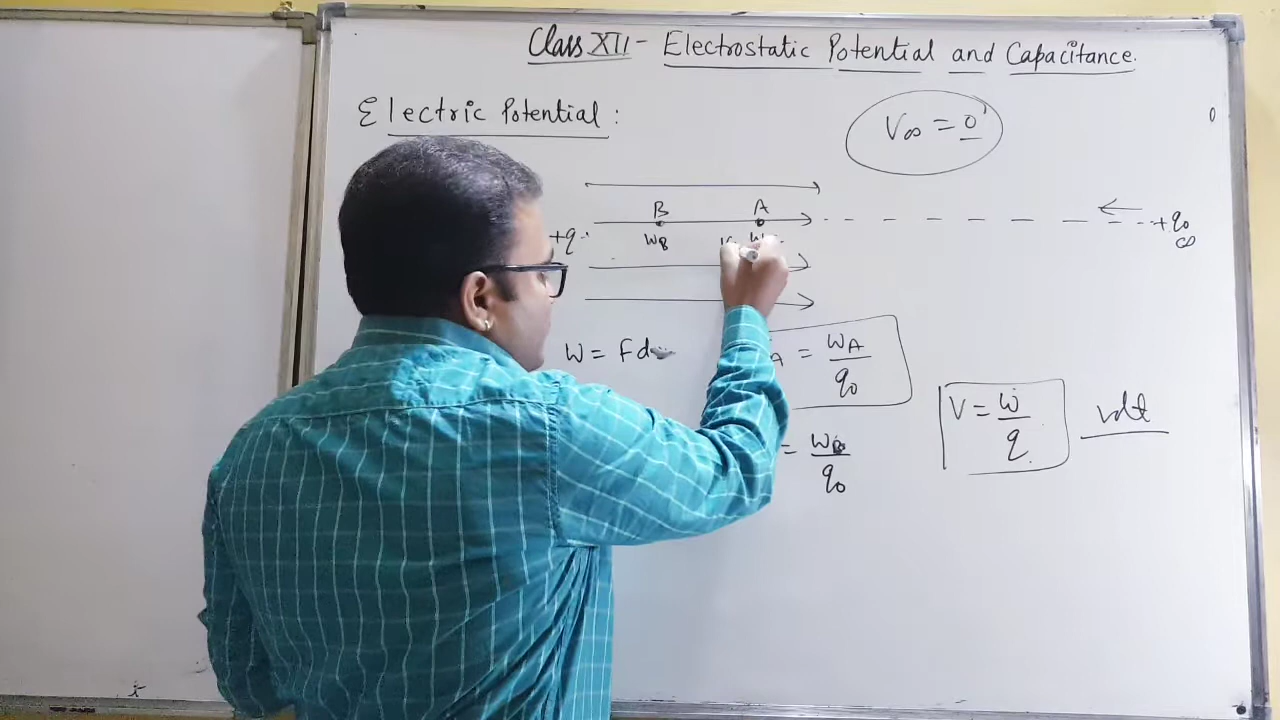 Class XII - Electrostatic Potential and Capacitance.
Electric Potential :
V∞ = 0
B A
+q +q0
WB ∞
W = Fd
A = WA / q0
V = W / q volt
= WB / q0